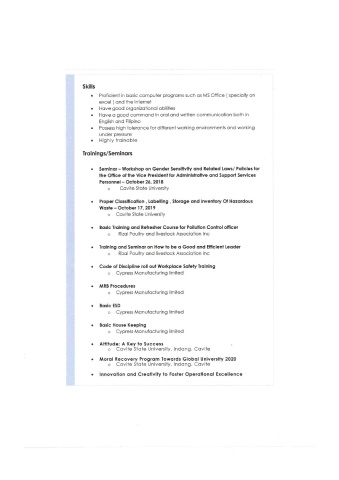 Skills
• Proficient in basic computer programs such as MS Office ( specially on
excel ) and the internet
• Have good organizational abilities
• Have a good command in oral and written communication both in
English and Filipino
• Possess high tolerance for different working environments and working
under pressure
• Highly trainable
Trainings/Seminars
• Seminar – Workshop on Gender Sensitivity and Related Laws/ Policies for
the Office of the Vice President for Administrative and Support Services
Personnel – October 26, 2018
o Cavite State University
• Proper Classification , Labelling , Storage and Inventory Of Hazardous
Waste – October 17, 2019
o Cavite State University
• Basic Training and Refresher Course for Pollution Control officer
o Rizal Poultry and livestock Association Inc
• Training and Seminar on How to be a Good and Efficient Leader
o Rizal Poultry and livestock Association Inc
• Code of Discipline roll out Workplace Safety Training
o Cypress Manufacturing limited
• MRB Procedures
o Cypress Manufacturing limited
• Basic ESD
o Cypress Manufacturing limited
• Basic House Keeping
o Cypress Manufacturing limited
• Attitude: A Key to Success
o Cavite State University, Indang, Cavite
• Moral Recovery Program Towards Global University 2020
o Cavite State University, Indang, Cavite
• Innovation and Creativity to Foster Operational Excellence